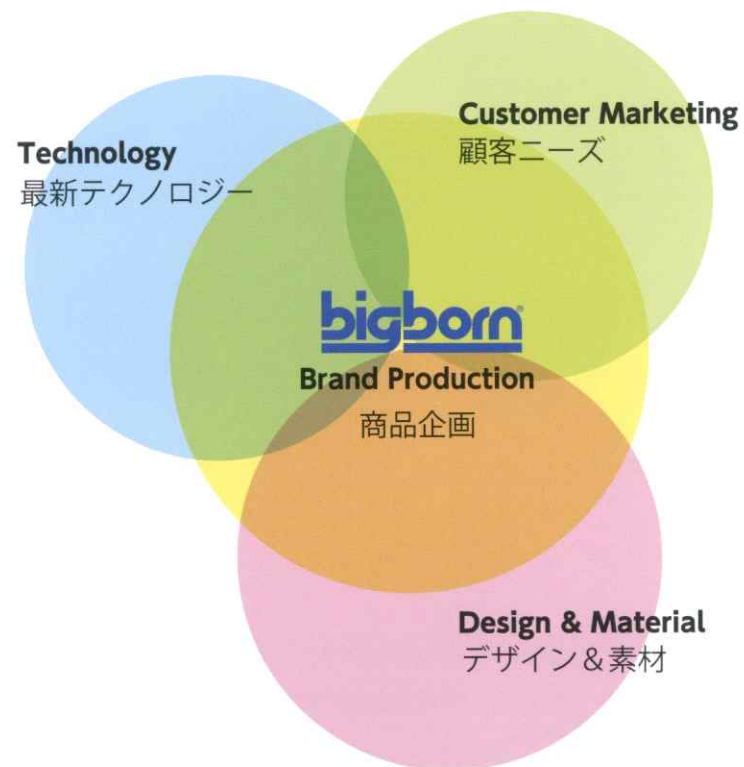 Customer Marketing
顧客ニーズ
Technology
最新テクノロジー
bigborn®
Brand Production
商品企画
Design & Material
デザイン＆素材